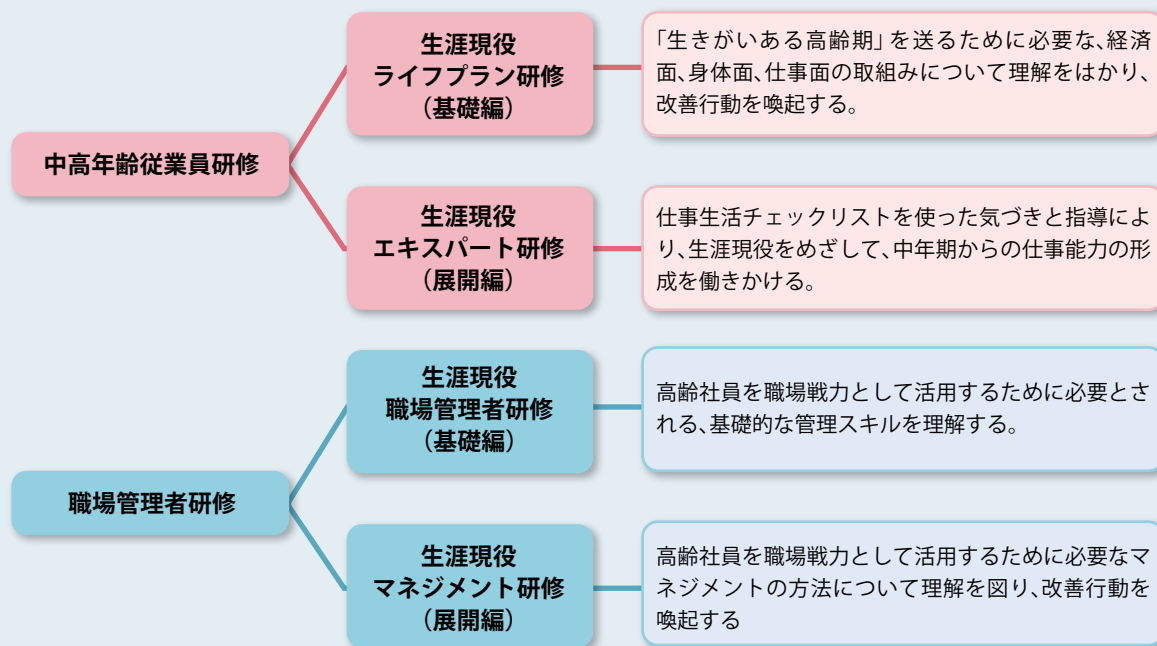 中高年齢従業員研修
生涯現役
ライフプラン研修
（基礎編）
「生きがいある高齢期」を送るために必要な、経済
面、身体面、仕事面の取組みについて理解をはかり、
改善行動を喚起する。
生涯現役
エキスパート研修
（展開編）
仕事生活チェックリストを使った気づきと指導によ
り、生涯現役をめざして、中年期からの仕事能力の形
成を働きかける。
職場管理者研修
生涯現役
職場管理者研修
（基礎編）
高齢社員を職場戦力として活用するために必要とさ
れる、基礎的な管理スキルを理解する。
生涯現役
マネジメント研修
（展開編）
高齢社員を職場戦力として活用するために必要なマ
ネジメントの方法について理解を図り、改善行動を
喚起する